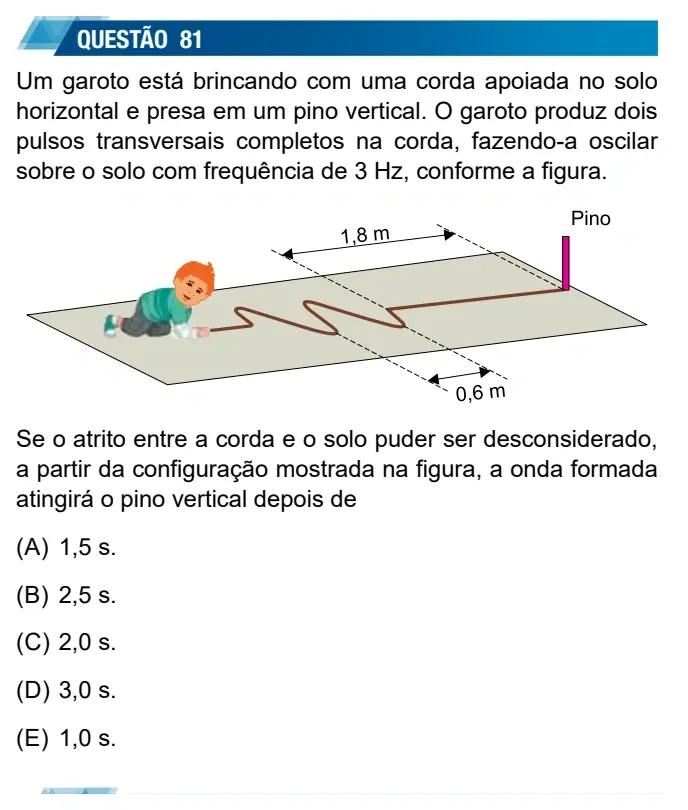 QUESTÃO 81
Um garoto está brincando com uma corda apoiada no solo
horizontal e presa em um pino vertical. O garoto produz dois
pulsos transversais completos na corda, fazendo-a oscilar
sobre o solo com frequência de 3 Hz, conforme a figura.
Pino
1,8 m
0,6 m
Se o atrito entre a corda e o solo puder ser desconsiderado,
a partir da configuração mostrada na figura, a onda formada
atingirá o pino vertical depois de
(A) 1,5 s.
(B) 2,5 s.
(C) 2,0 s.
(D) 3,0 s.
(E) 1,0 s.